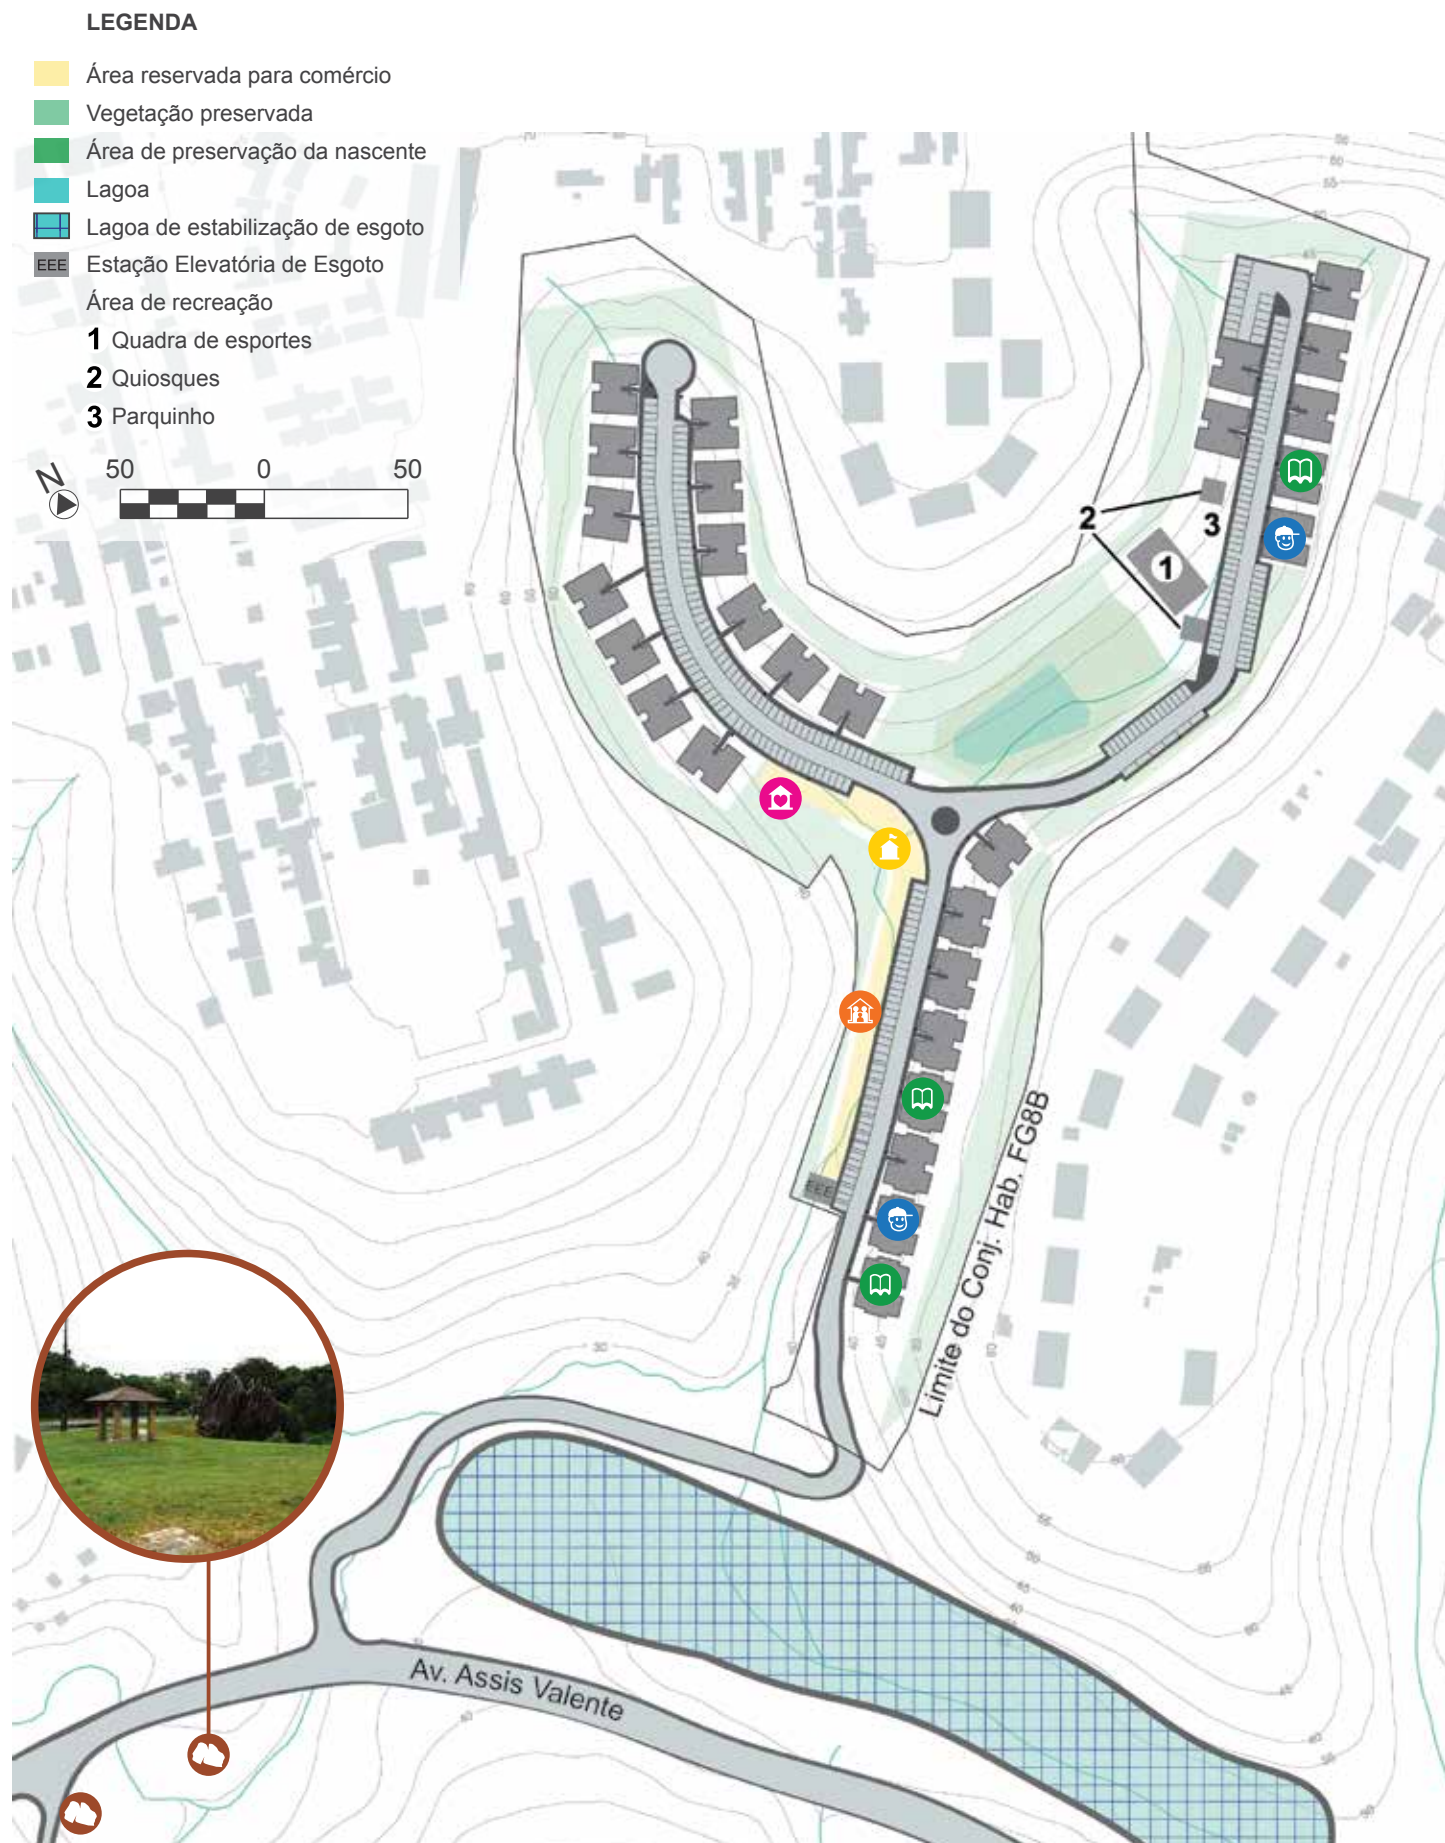 LEGENDA
Área reservada para comércio
Vegetação preservada
Área de preservação da nascente
Lagoa
Lagoa de estabilização de esgoto
EEE Estação Elevatória de Esgoto
Área de recreação
1 Quadra de esportes
2 Quiosques
3 Parquinho
N
50 0 50
2
3
1
EEE
Limite do Conj. Hab. FG8B
Av. Assis Valente